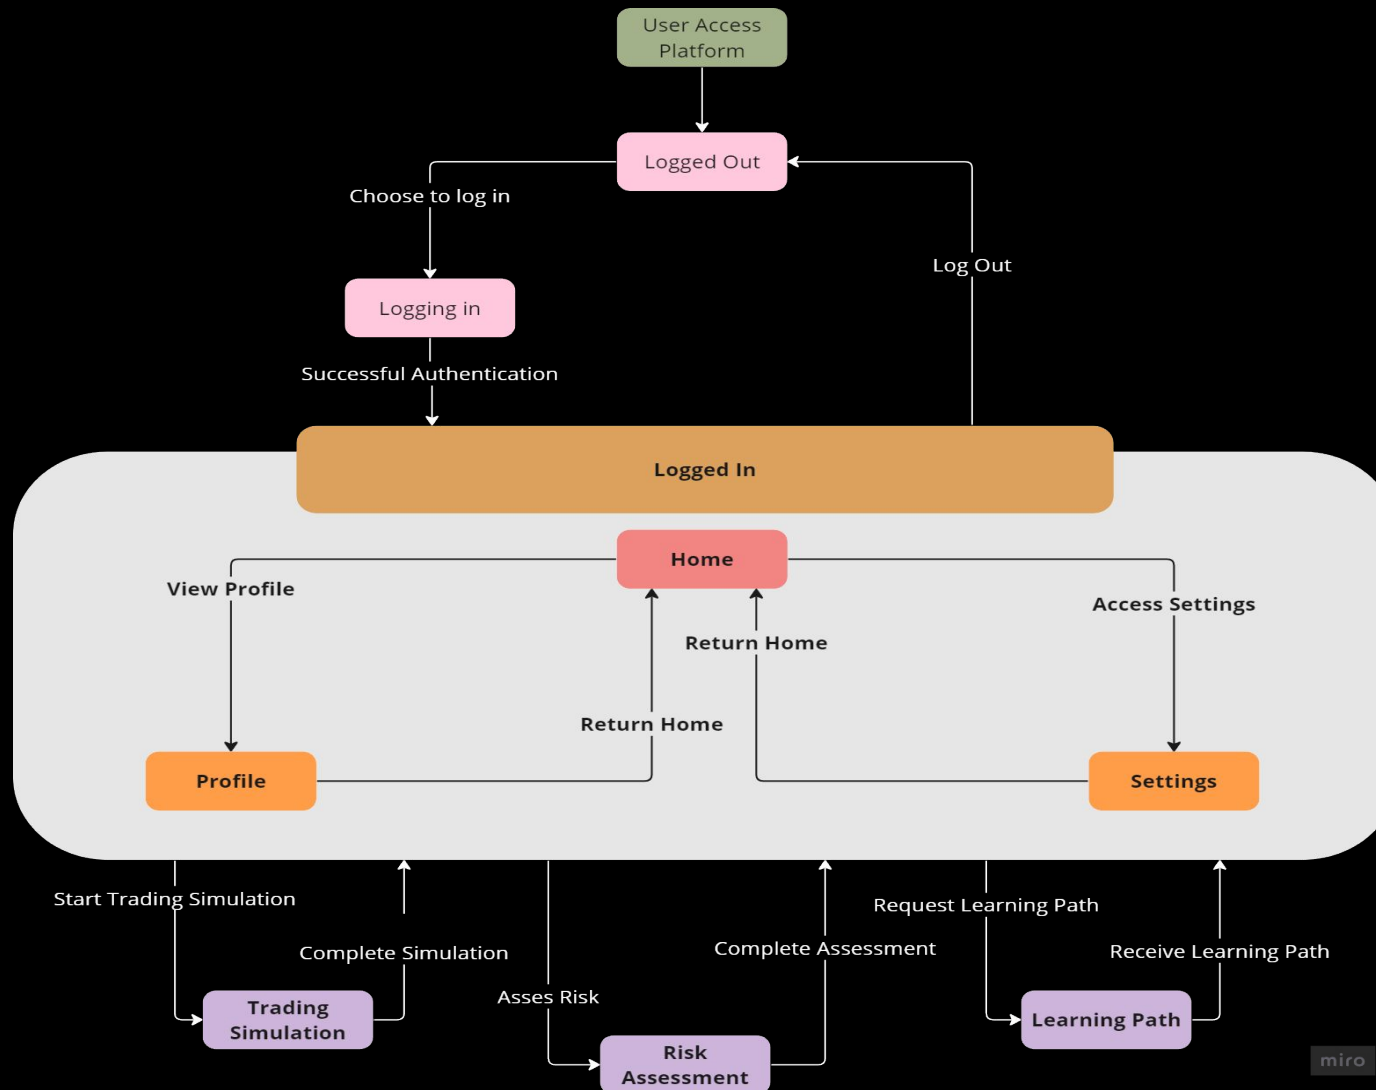 User Access
Platform
Logged Out
Choose to log in
Log Out
Logging in
Successful Authentication
Logged In
Home
View Profile
Access Settings
Return Home
Return Home
Profile
Settings
Start Trading Simulation
Request Learning Path
Complete Simulation
Complete Assessment
Receive Learning Path
Asses Risk
Trading
Simulation
Learning Path
Risk
Assessment
miro